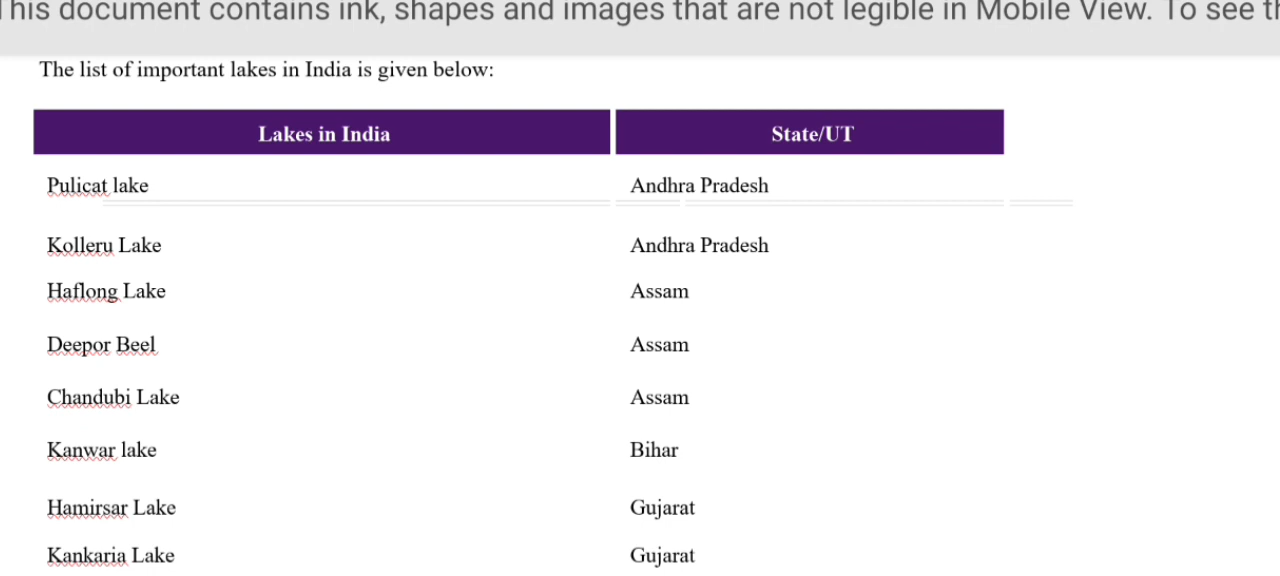 This document contains ink, shapes and images that are not legible in Mobile View. To see
The list of important lakes in India is given below:
Lakes in India State/UT
Pulicat lake Andhra Pradesh
Kolleru Lake Andhra Pradesh
Haflong Lake Assam
Deepor Beel Assam
Chandubi Lake Assam
Kanwar lake Bihar
Hamirsar Lake Gujarat
Kankaria Lake Gujarat